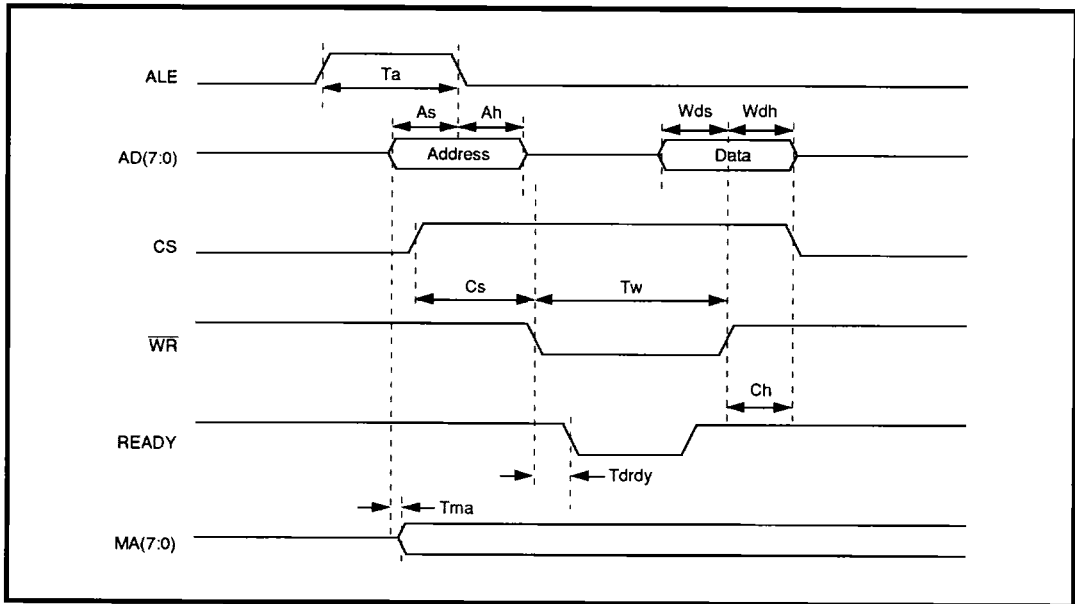 ALE
Ta
As Ah Wds Wdh
AD(7:0) Address Data
CS
Cs Tw
WR
Ch
READY
Tdrdy
Tma
MA(7:0)